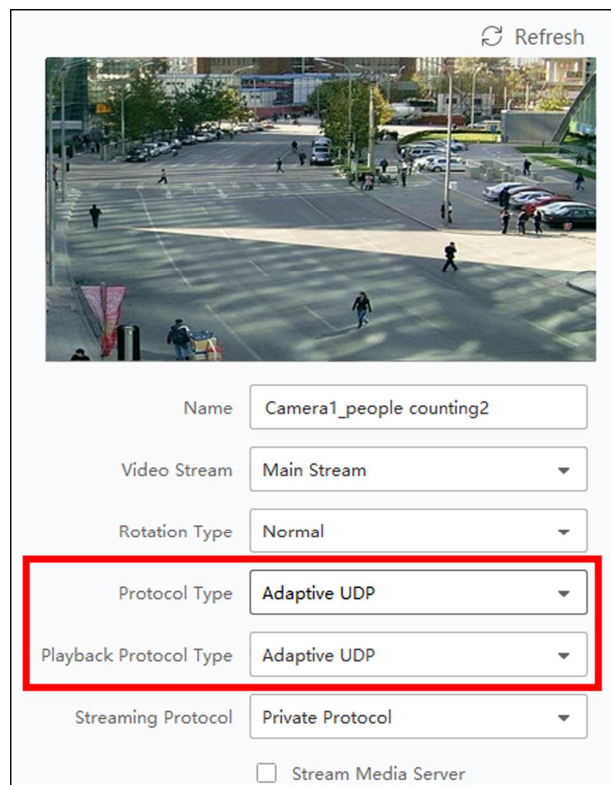 Refresh
Name Camera1_people counting2
Video Stream Main Stream
Rotation Type Normal
Protocol Type Adaptive UDP
Playback Protocol Type Adaptive UDP
Streaming Protocol Private Protocol
Stream Media Server